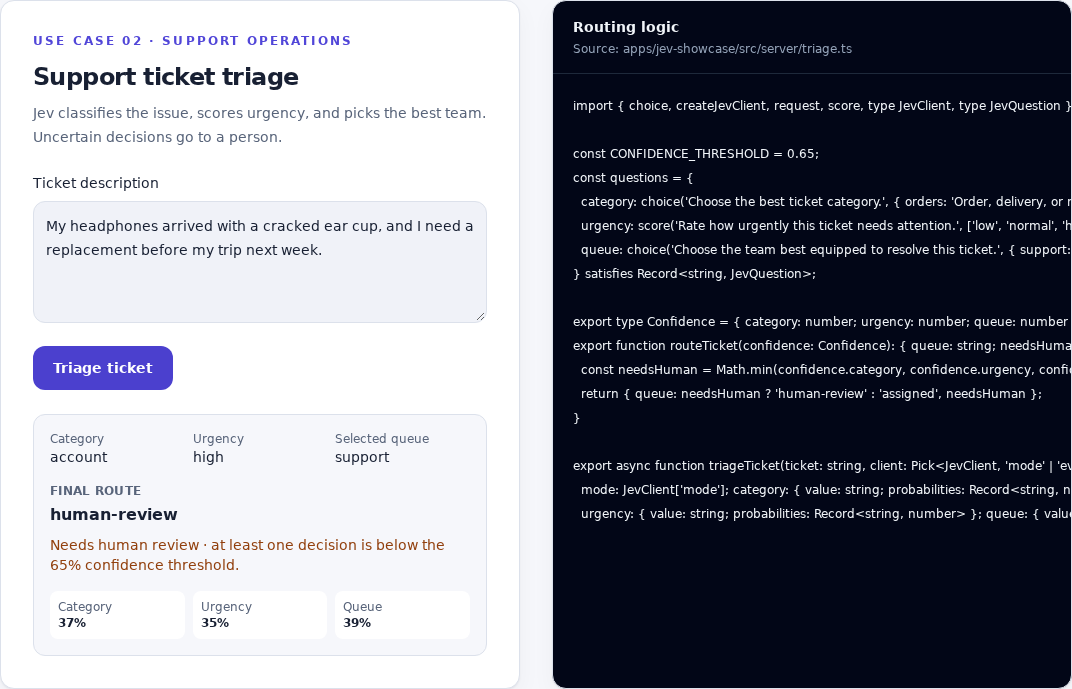 USE CASE 02 · SUPPORT OPERATIONS
Support ticket triage
Jev classifies the issue, scores urgency, and picks the best team.
Uncertain decisions go to a person.
Ticket description
My headphones arrived with a cracked ear cup, and I need a
replacement before my trip next week.
Triage ticket
Category Urgency Selected queue
account high support
FINAL ROUTE
human-review
Needs human review · at least one decision is below the
65% confidence threshold.
Category Urgency Queue
37% 35% 39%
Routing logic
Source: apps/jev-showcase/src/server/triage.ts
import { choice, createJevClient, request, score, type JevClient, type JevQuestion }
const CONFIDENCE_THRESHOLD = 0.65;
const questions = {
category: choice('Choose the best ticket category.', { orders: 'Order, delivery, or
urgency: score('Rate how urgently this ticket needs attention.', ['low', 'normal',
queue: choice('Choose the team best equipped to resolve this ticket.', { support:
} satisfies Record<string, JevQuestion>;
export type Confidence = { category: number; urgency: number; queue: number
export function routeTicket(confidence: Confidence): { queue: string;
const needsHuman = Math.min(confidence.category, confidence.urgency,
return { queue: needsHuman ? 'human-review' : 'assigned', needsHuman };
}
export async function triageTicket(ticket: string, client: Pick<JevClient, 'mode' |
mode: JevClient['mode']; category: { value: string; probabilities: Record<string,
urgency: { value: string; probabilities: Record<string, number> }; queue: {